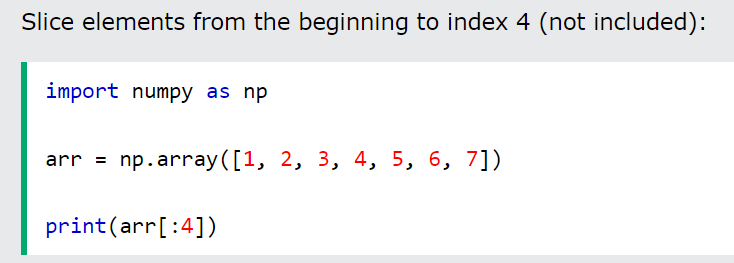 Slice elements from the beginning to index 4 (not included):
import numpy as np
arr = np.array([1, 2, 3, 4, 5, 6, 7])
print(arr[:4])